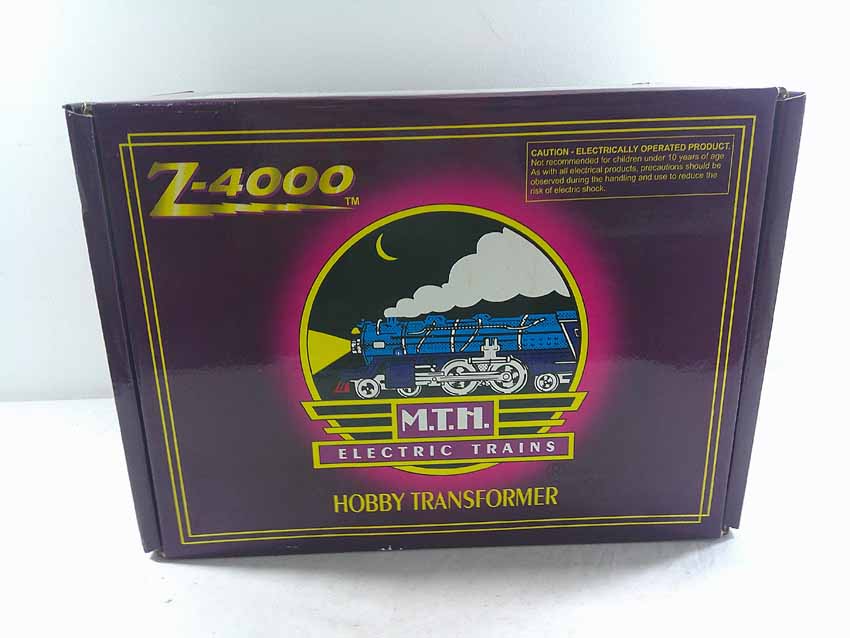 Z-4000
TM
CAUTION - ELECTRICALLY OPERATED PRODUCT.
Not recommended for children under 10 years of age
As with all electrical products, precautions should be
observed during the handling and use to reduce the
risk of electric shock.
M.T.H.
ELECTRIC TRAINS
®
HOBBY TRANSFORMER